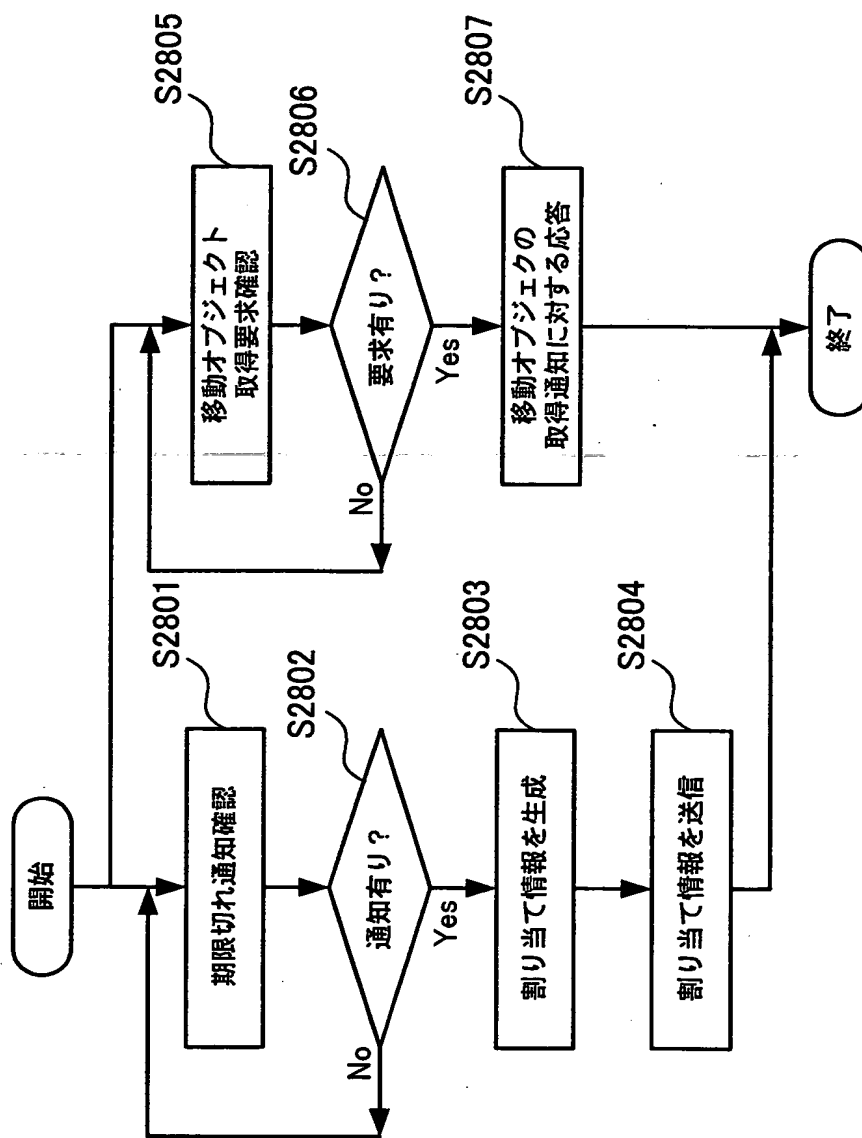 開始
S2801
期限切れ通知確認
S2802
通知有り？
No
Yes
S2803
割り当て情報を生成
S2804
割り当て情報を送信
S2805
移動オブジェクト
取得要求確認
S2806
要求有り？
No
Yes
S2807
移動オブジェクの
取得通知に対する応答
終了